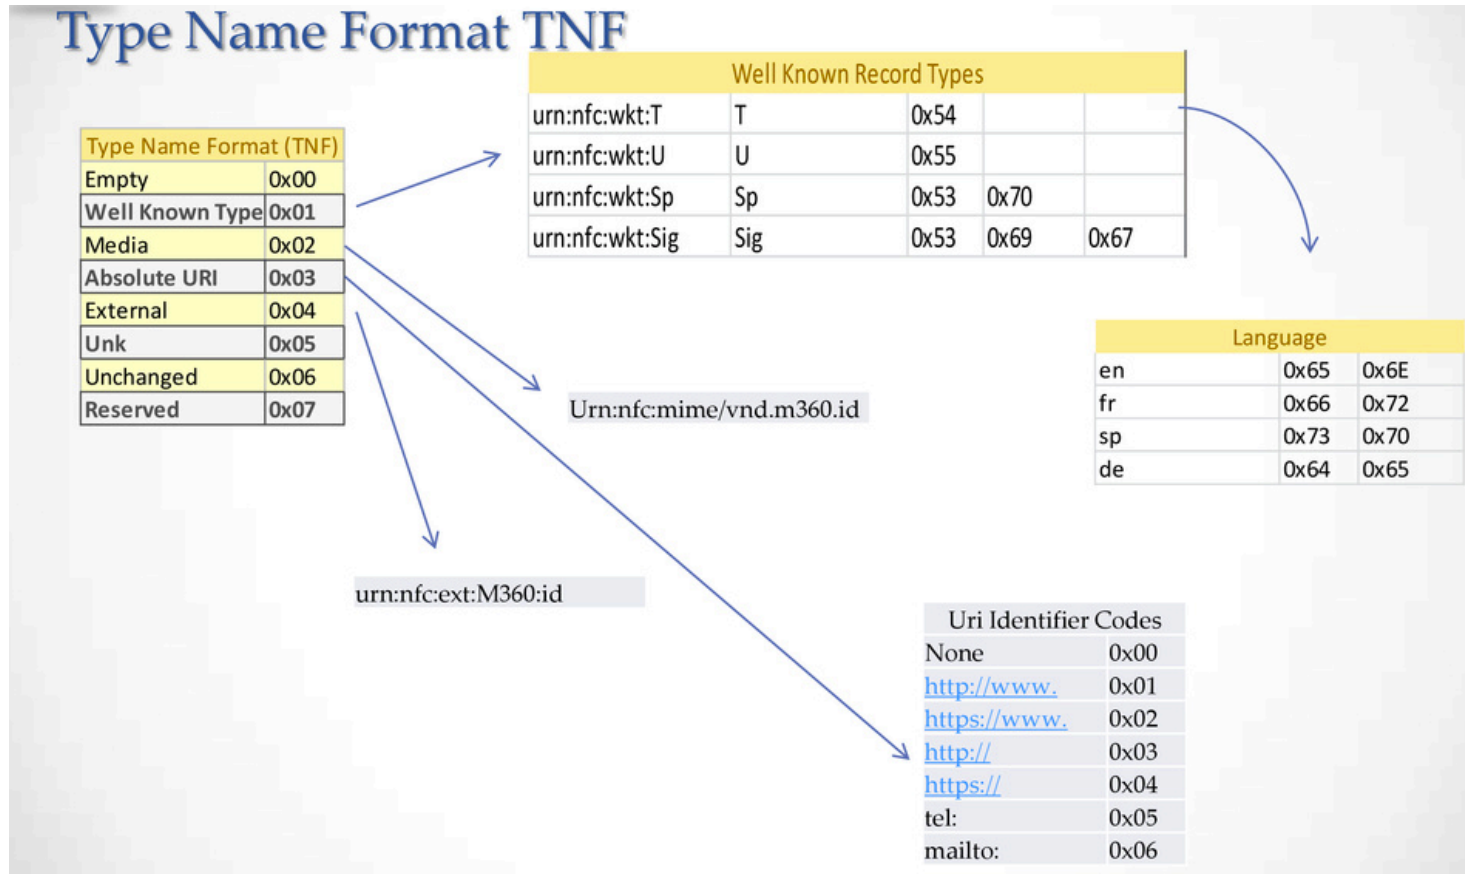 Type Name Format TNF
Well Known Record Types
urn:nfc:wkt:T T 0x54
urn:nfc:wkt:U U 0x55
urn:nfc:wkt:Sp Sp 0x53 0x70
urn:nfc:wkt:Sig Sig 0x53 0x69 0x67
Type Name Format (TNF)
Empty 0x00
Well Known Type 0x01
Media 0x02
Absolute URI 0x03
External 0x04
Unk 0x05
Unchanged 0x06
Reserved 0x07
Language
en 0x65 0x6E
fr 0x66 0x72
sp 0x73 0x70
de 0x64 0x65
Urn:nfc:mime/vnd.m360.id
urn:nfc:ext:M360:id
Uri Identifier Codes
None 0x00
http://www. 0x01
https://www. 0x02
http:// 0x03
https:// 0x04
tel: 0x05
mailto: 0x06